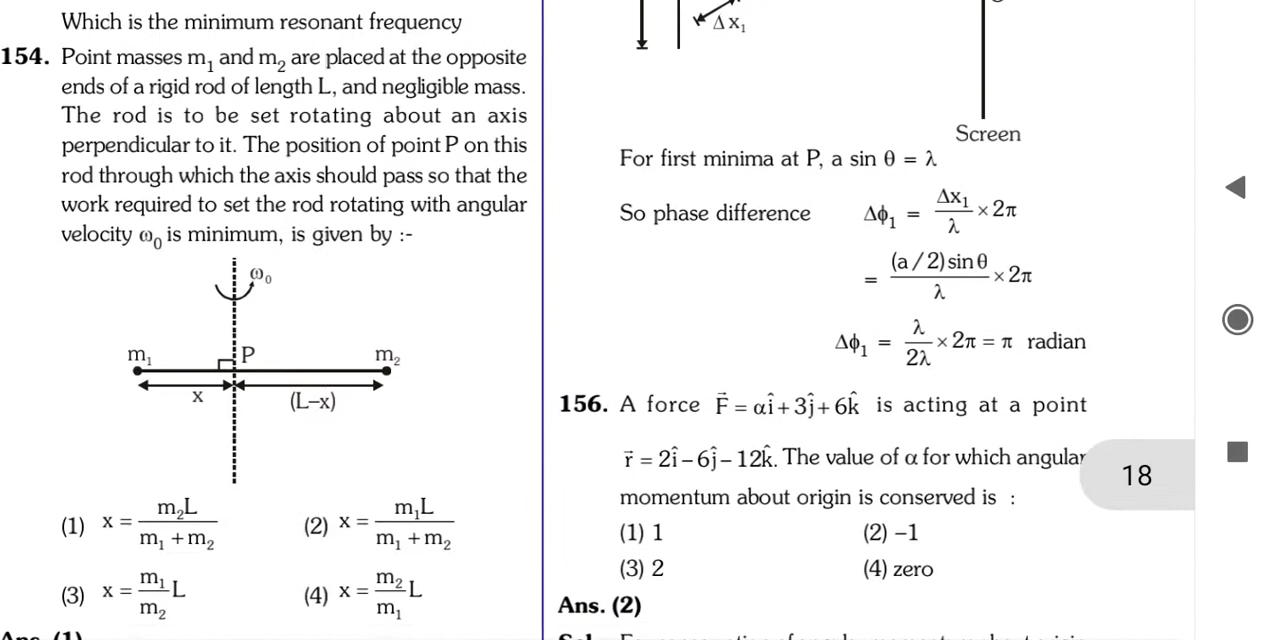 Which is the minimum resonant frequency
154. Point masses m₁ and m₂ are placed at the opposite
ends of a rigid rod of length L, and negligible mass.
The rod is to be set rotating about an axis
perpendicular to it. The position of point P on this
rod through which the axis should pass so that the
work required to set the rod rotating with angular
velocity ω₀ is minimum, is given by :-
ω₀
m₁ P m₂
x (L–x)
(1) x = m₂L / (m₁ + m₂) (2) x = m₁L / (m₁ + m₂)
(3) x = (m₁ / m₂) L (4) x = (m₂ / m₁) L
Ans. (1)
Δx₁
Screen
For first minima at P, a sin θ = λ
So phase difference Δϕ₁ = (Δx₁ / λ) × 2π
= ((a / 2) sin θ / λ) × 2π
Δϕ₁ = (λ / 2λ) × 2π = π radian
156. A force F⃗ = αî + 3ĵ + 6k̂ is acting at a point
r⃗ = 2î – 6ĵ – 12k̂. The value of α for which angular
momentum about origin is conserved is :
(1) 1 (2) –1
(3) 2 (4) zero
Ans. (2)
18